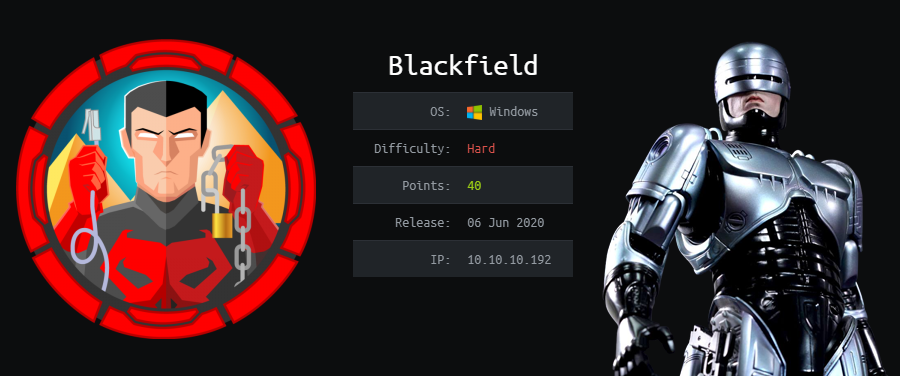 Blackfield
OS: Windows
Difficulty: Hard
Points: 40
Release: 06 Jun 2020
IP: 10.10.10.192